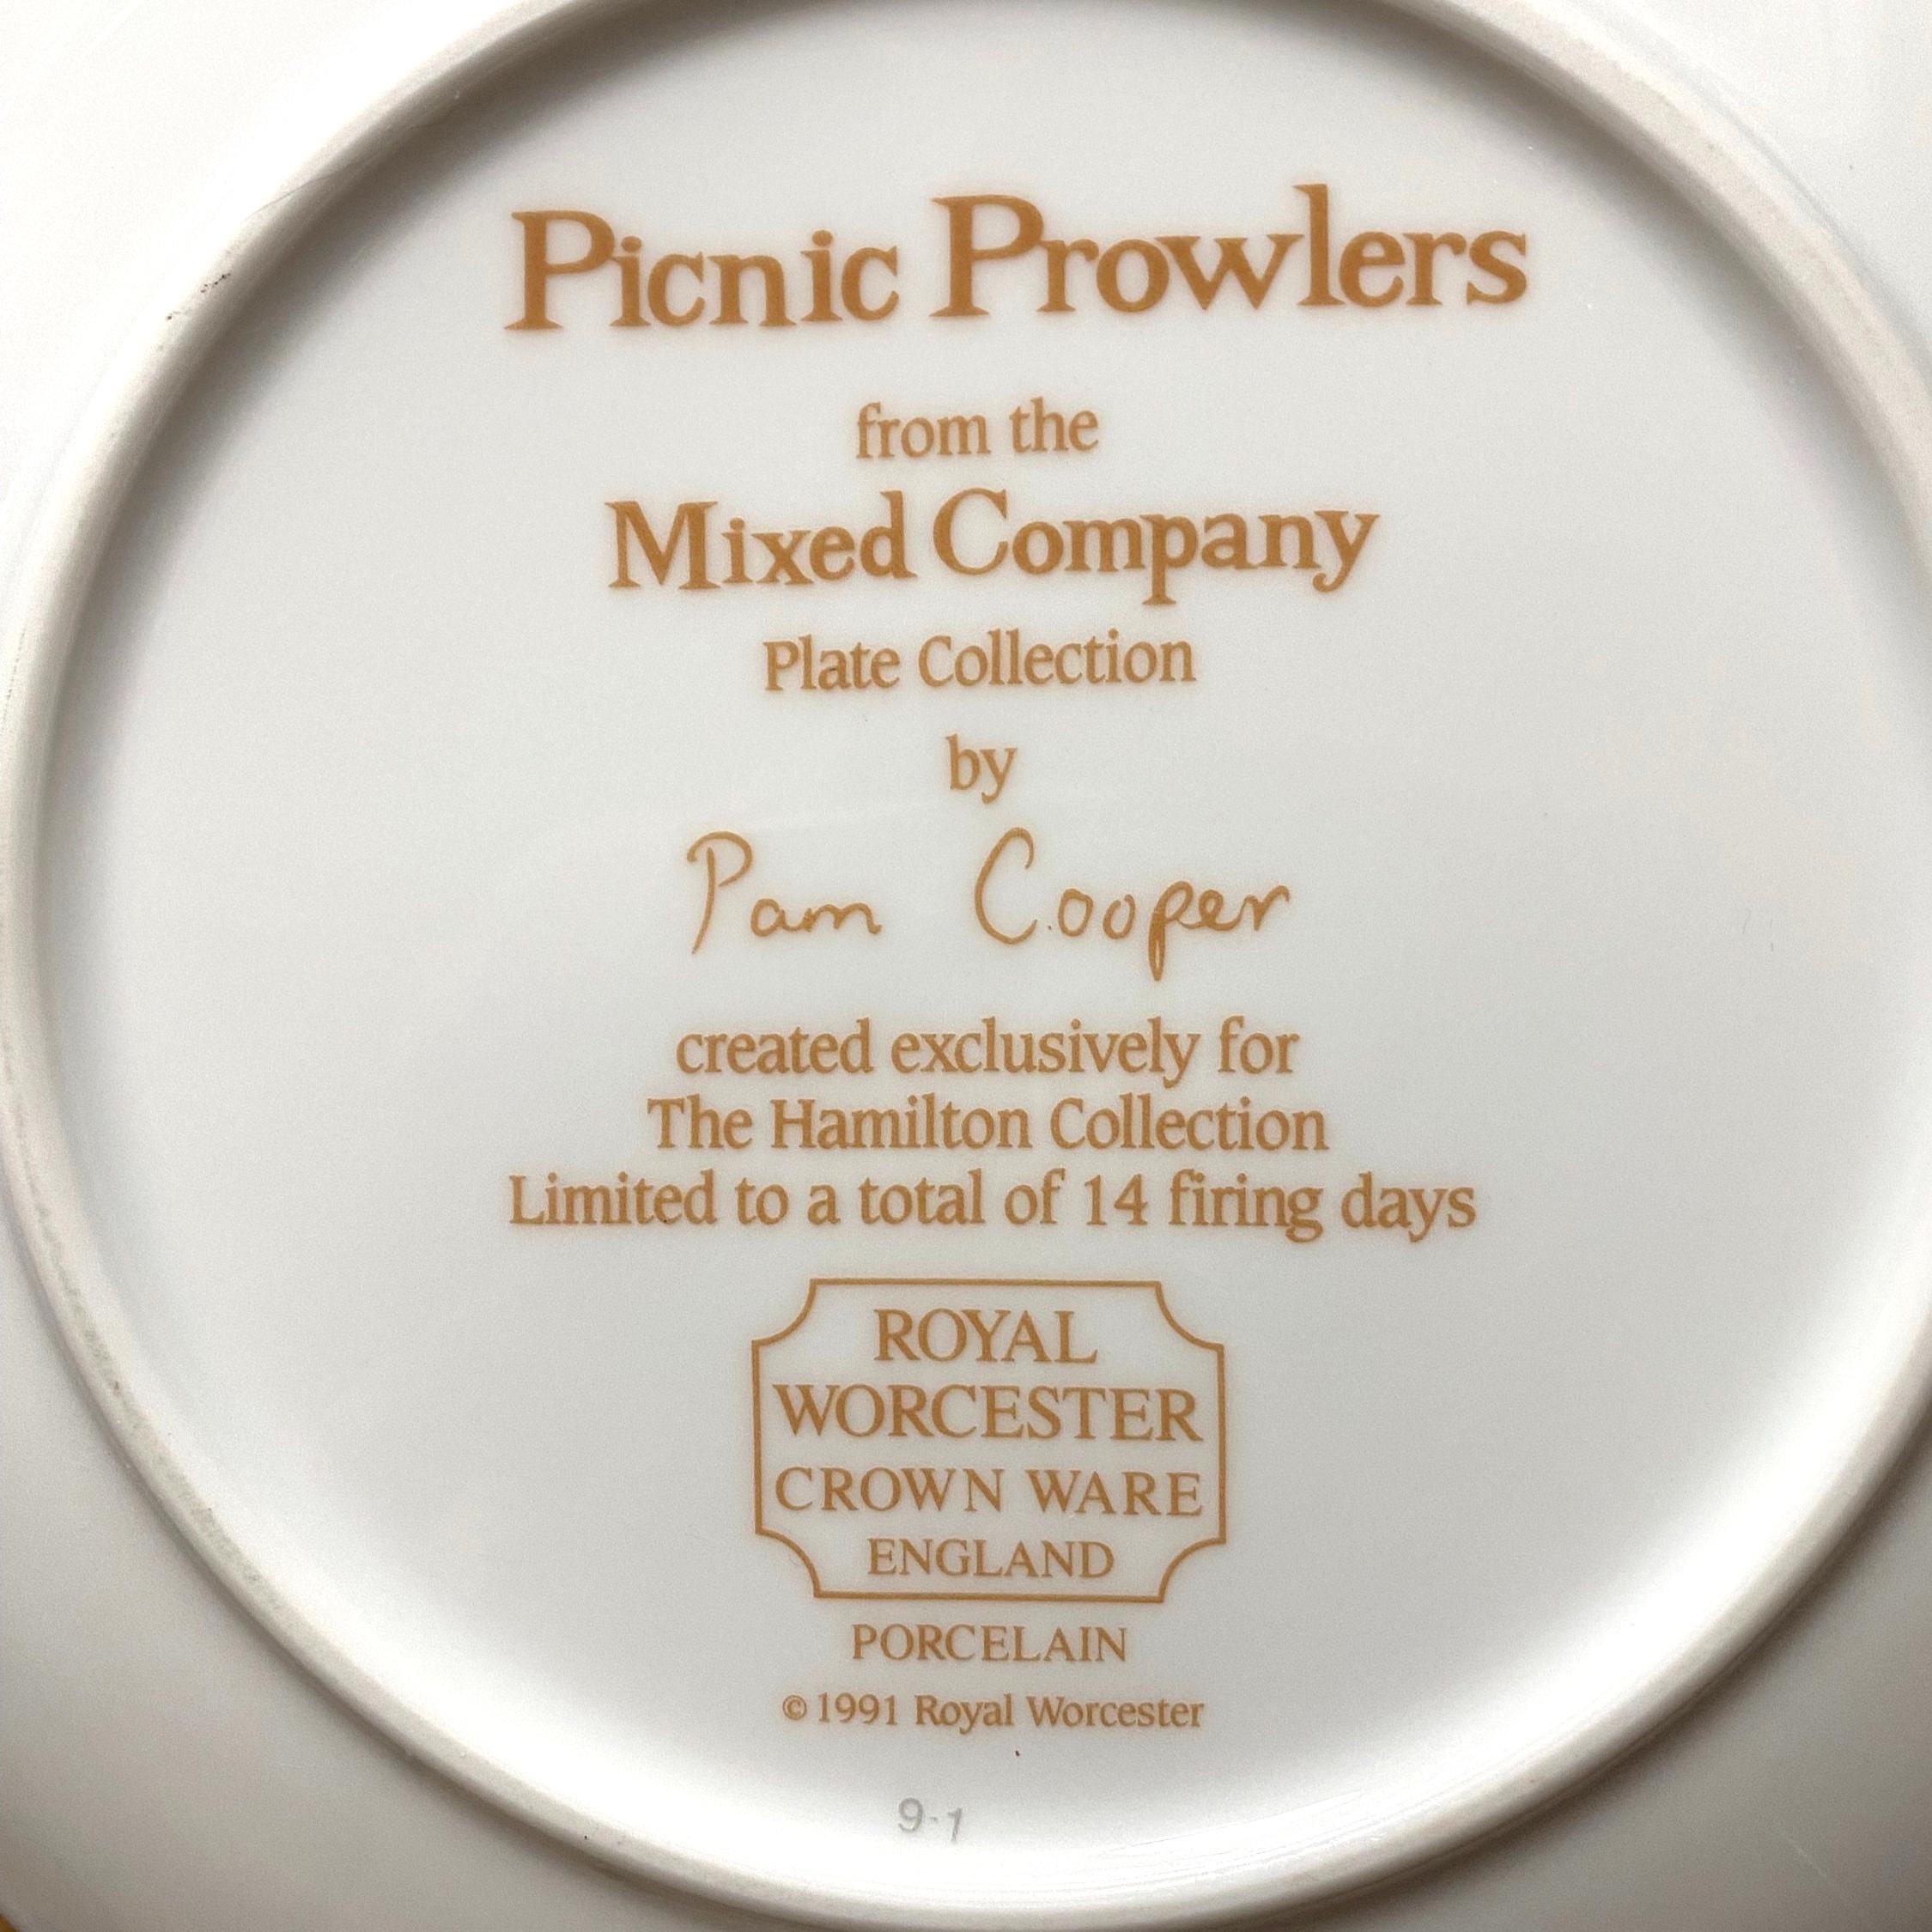 Picnic Prowlers
from the
Mixed Company
Plate Collection
by
Pam Cooper
created exclusively for
The Hamilton Collection
Limited to a total of 14 firing days
ROYAL
WORCESTER
CROWN WARE
ENGLAND
PORCELAIN
© 1991 Royal Worcester
9-1